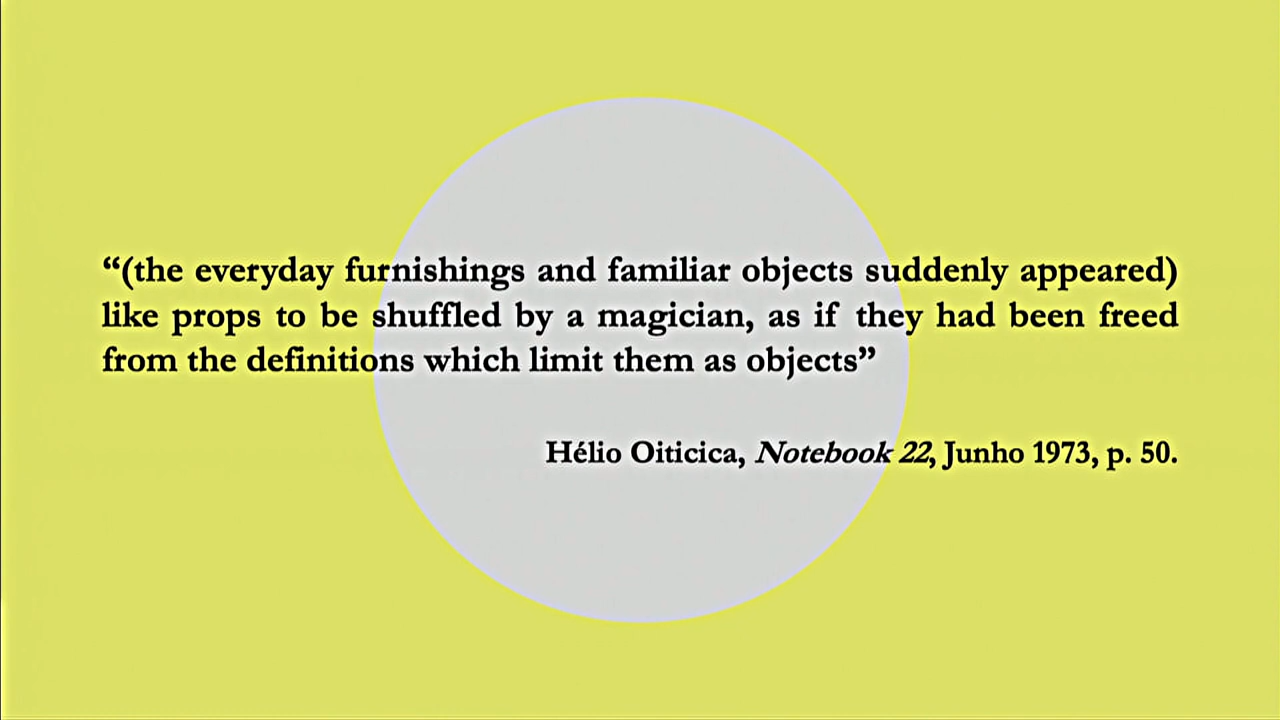 “(the everyday furnishings and familiar objects suddenly appeared)
like props to be shuffled by a magician, as if they had been freed
from the definitions which limit them as objects”
Hélio Oiticica, Notebook 22, Junho 1973, p. 50.